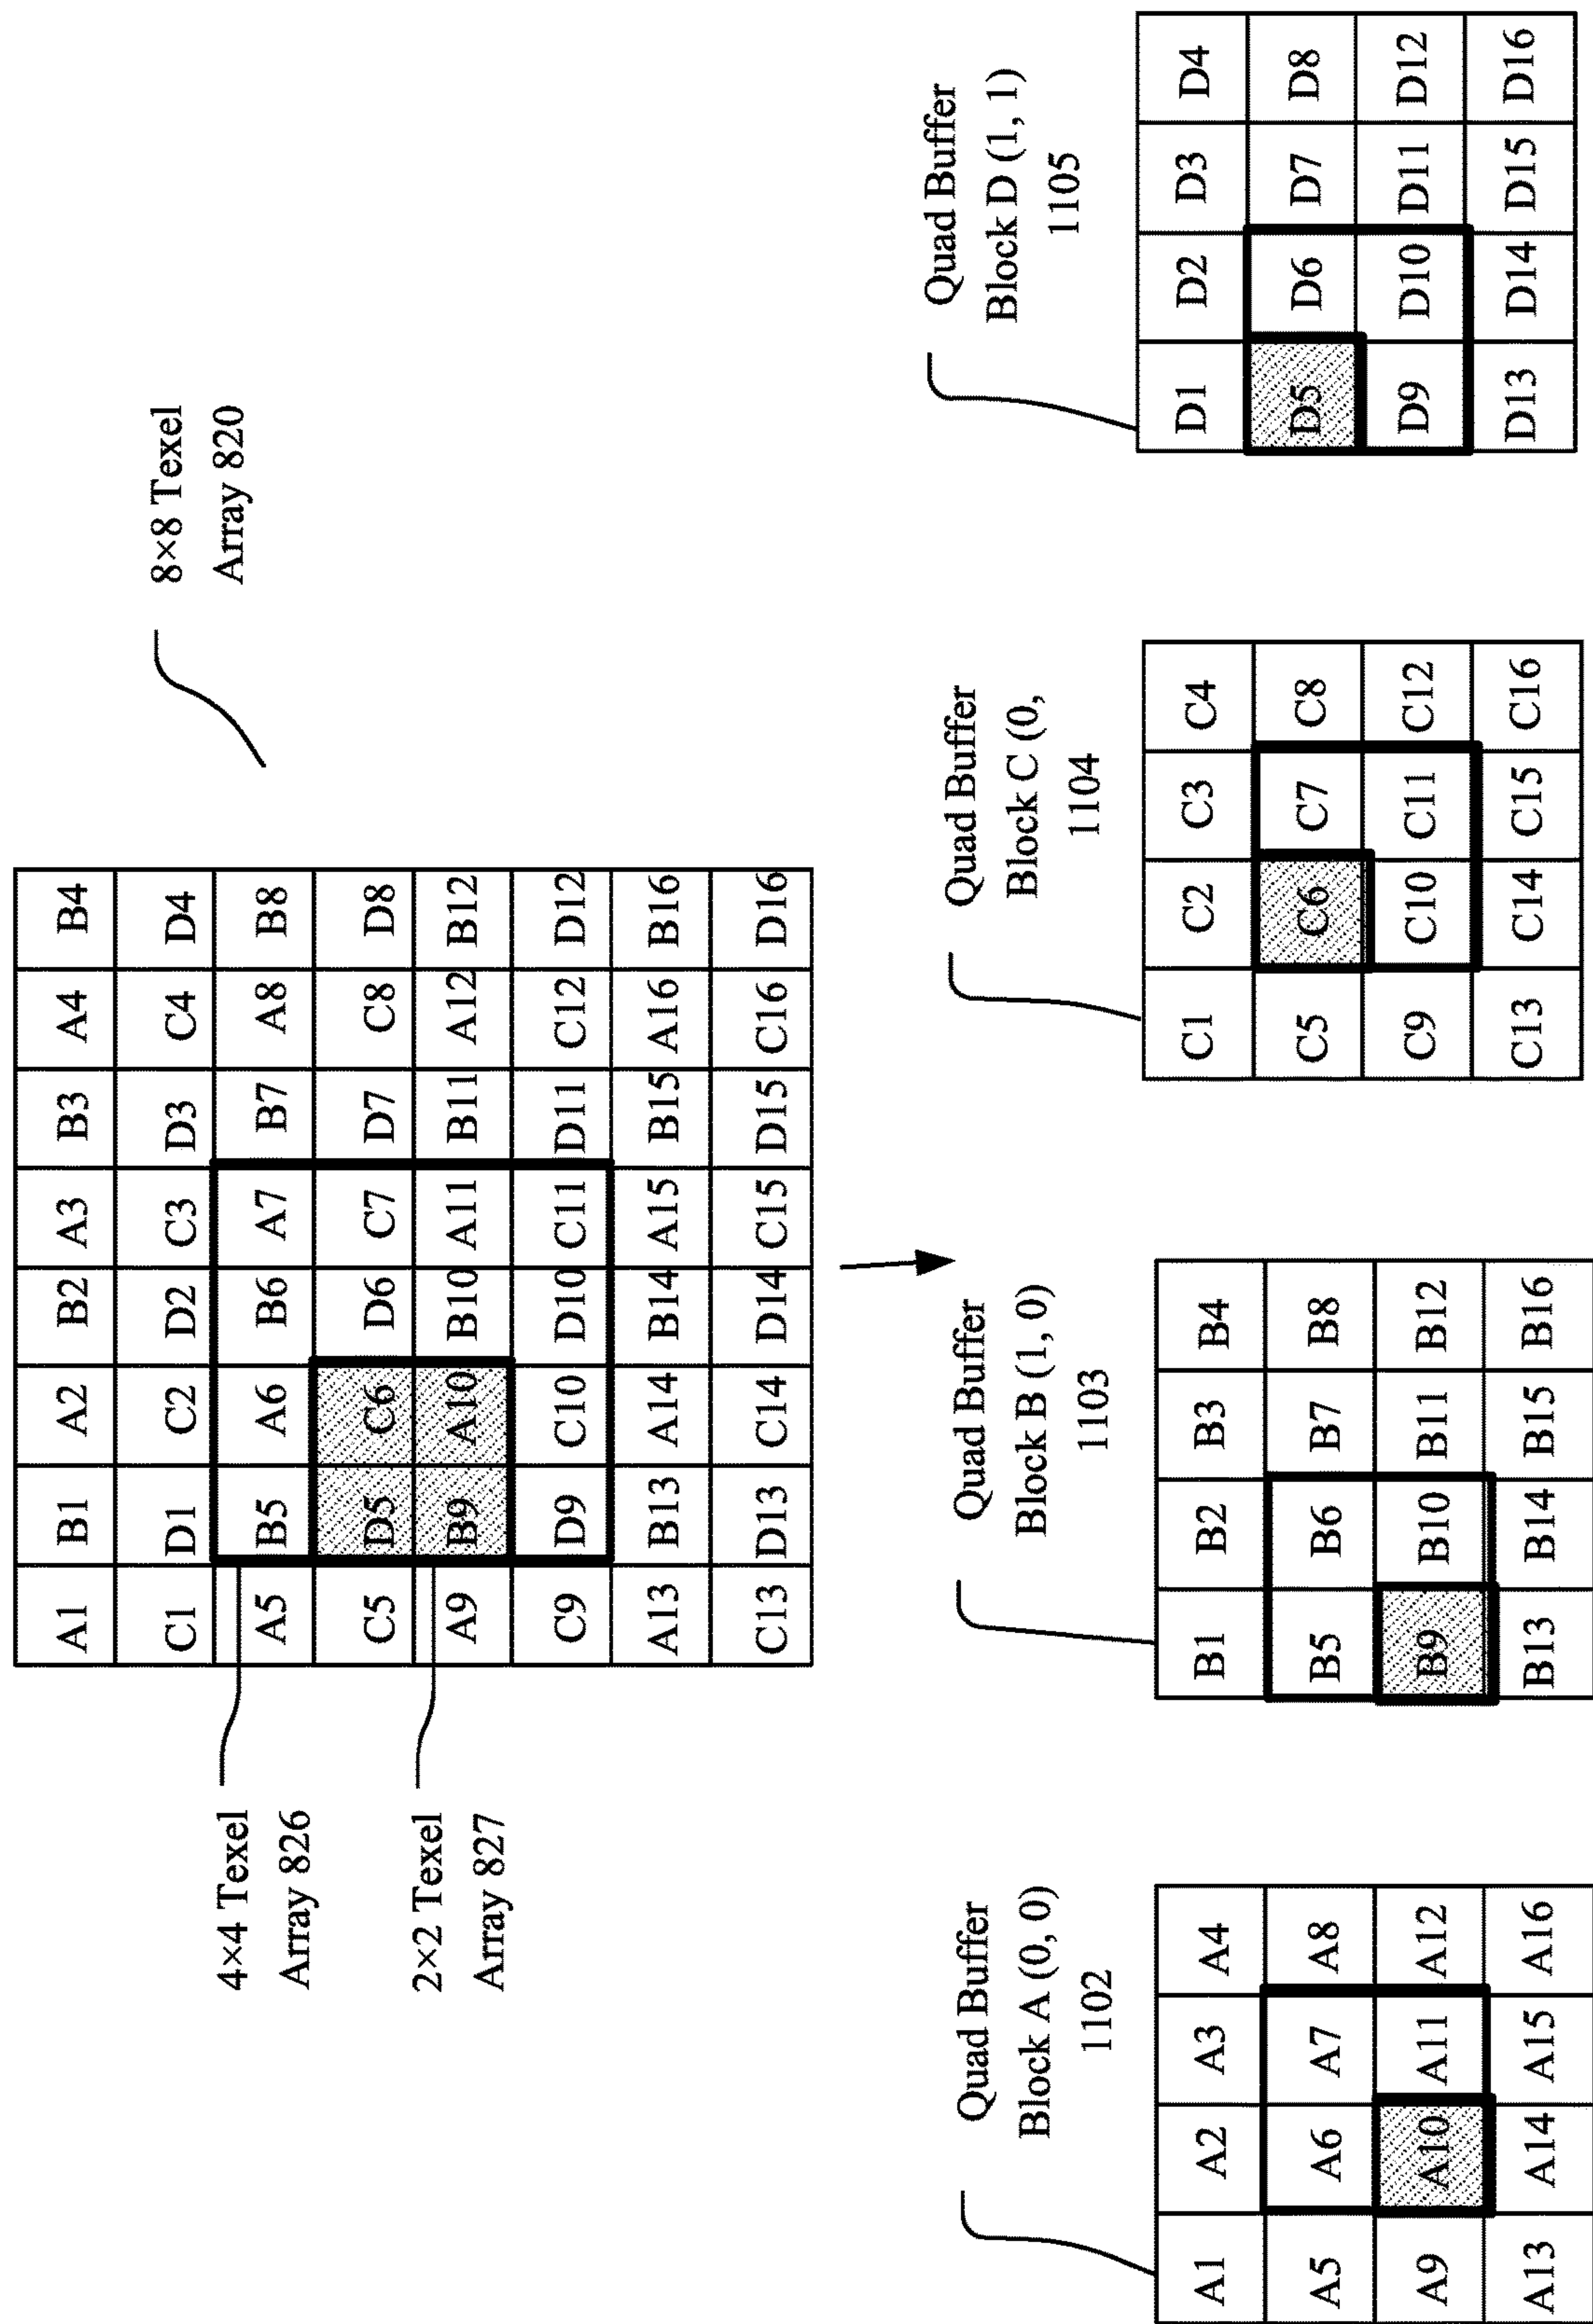 8×8 Texel
Array 820
A1 B1 A2 B2 A3 B3 A4 B4
C1 D1 C2 D2 C3 D3 C4 D4
A5 B5 A6 B6 A7 B7 A8 B8
C5 D5 C6 D6 C7 D7 C8 D8
A9 B9 A10 B10 A11 B11 A12 B12
C9 D9 C10 D10 C11 D11 C12 D12
A13 B13 A14 B14 A15 B15 A16 B16
C13 D13 C14 D14 C15 D15 C16 D16
4×4 Texel
Array 826
2×2 Texel
Array 827
Quad Buffer
Block A (0, 0)
1102
A1 A2 A3 A4
A5 A6 A7 A8
A9 A10 A11 A12
A13 A14 A15 A16
Quad Buffer
Block B (1, 0)
1103
B1 B2 B3 B4
B5 B6 B7 B8
B9 B10 B11 B12
B13 B14 B15 B16
Quad Buffer
Block C (0,
1104
C1 C2 C3 C4
C5 C6 C7 C8
C9 C10 C11 C12
C13 C14 C15 C16
Quad Buffer
Block D (1, 1)
1105
D1 D2 D3 D4
D5 D6 D7 D8
D9 D10 D11 D12
D13 D14 D15 D16